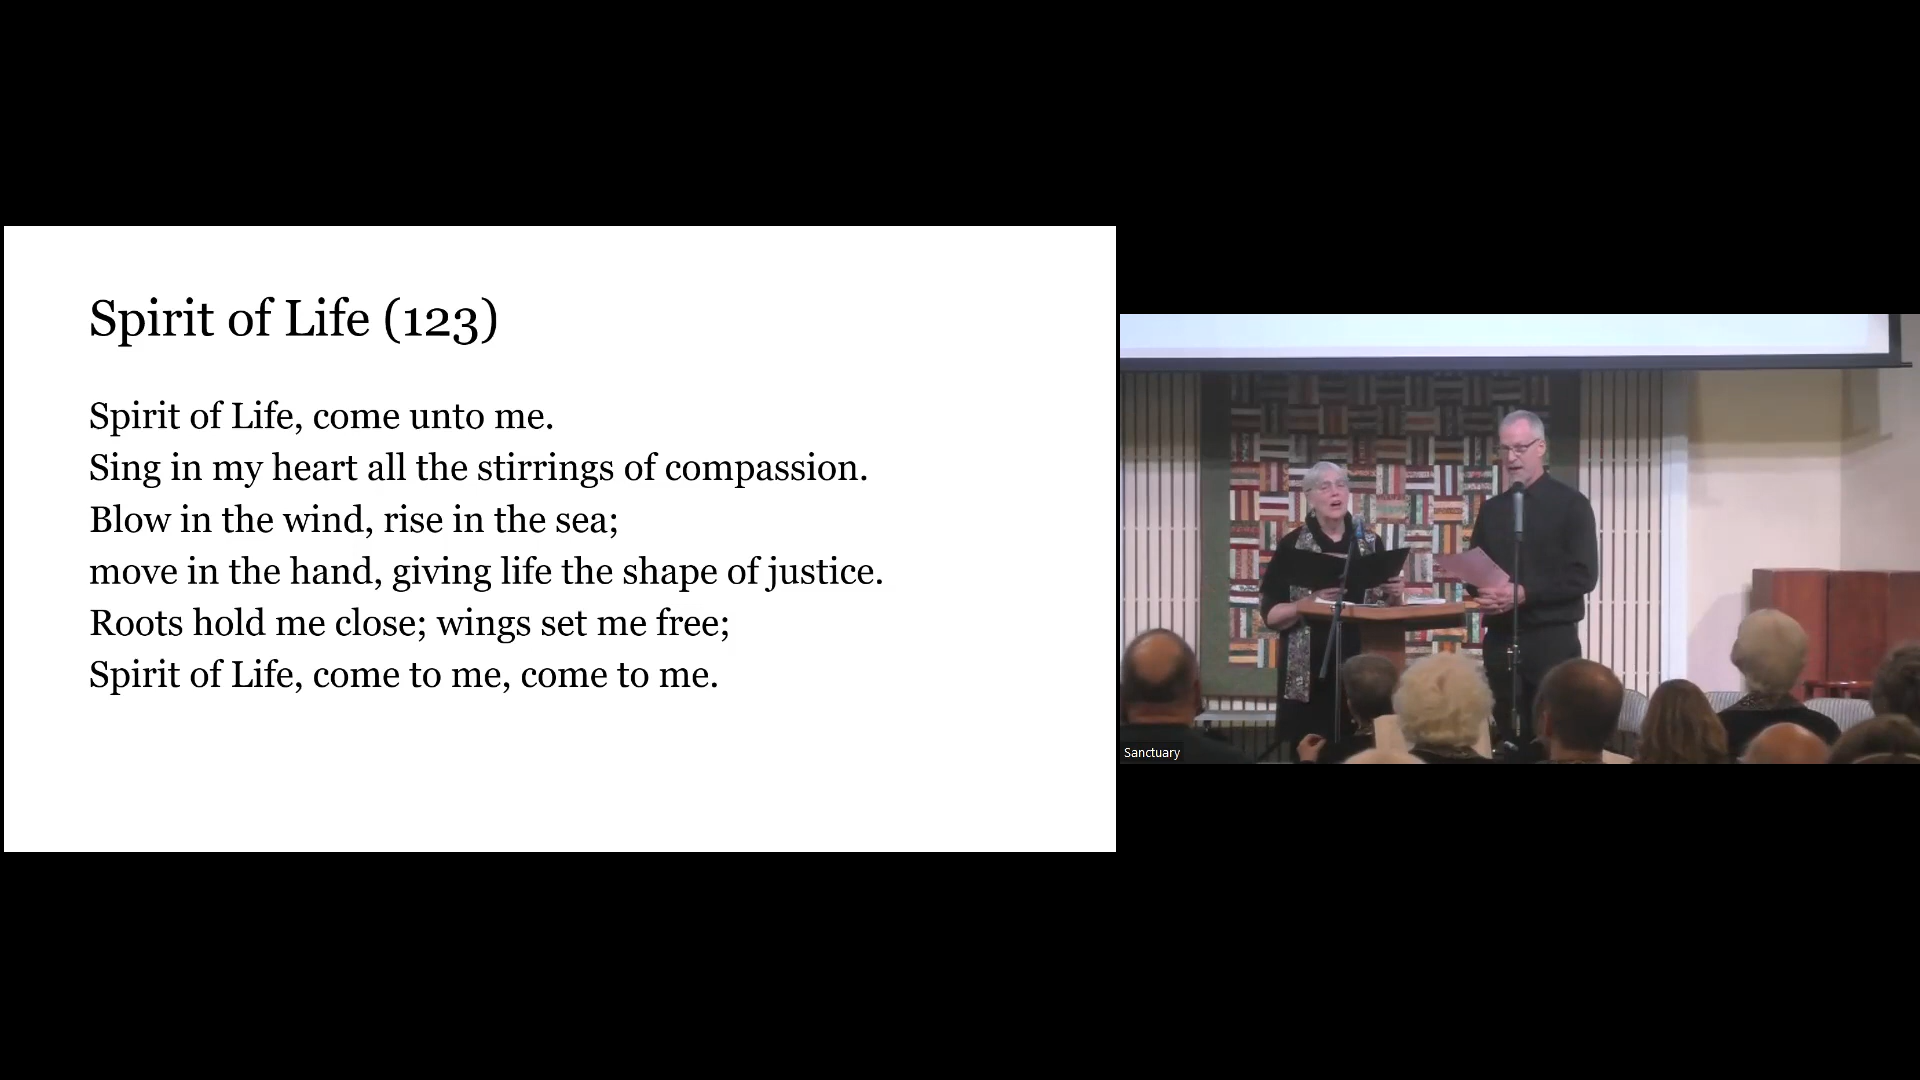 Spirit of Life (123)
Spirit of Life, come unto me.
Sing in my heart all the stirrings of compassion.
Blow in the wind, rise in the sea;
move in the hand, giving life the shape of justice.
Roots hold me close; wings set me free;
Spirit of Life, come to me, come to me.
Sanctuary